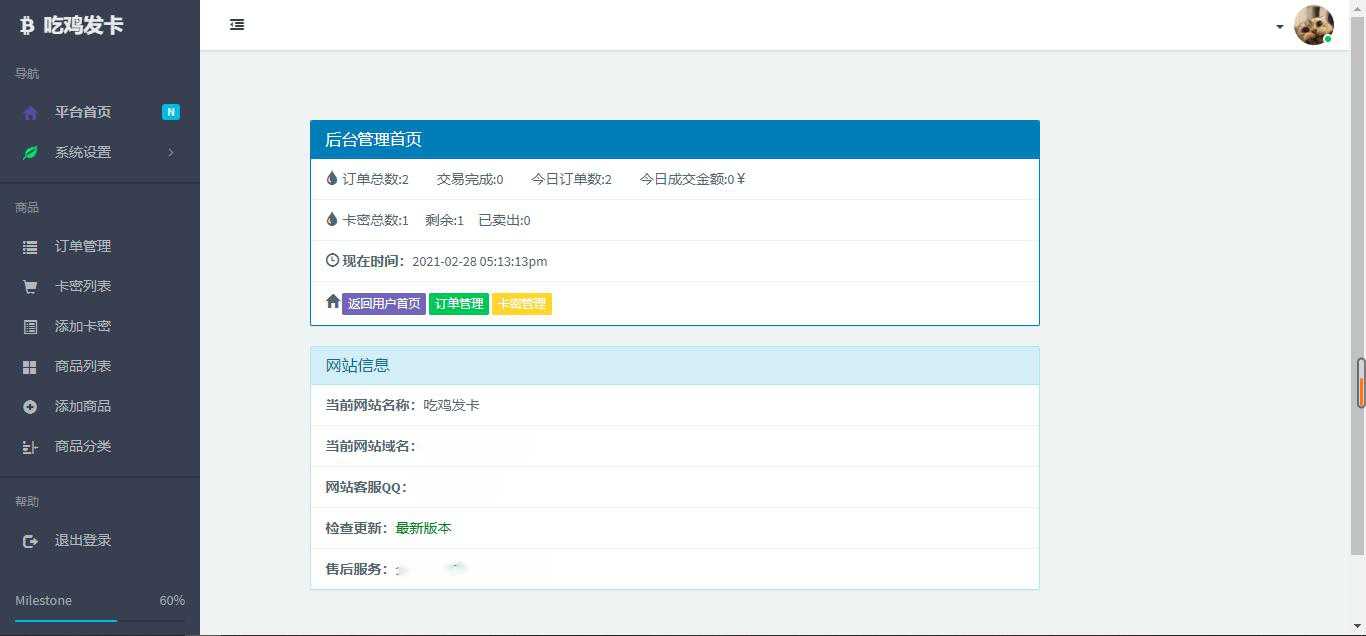 吃鸡发卡
导航
平台首页 N
系统设置
商品
订单管理
卡密列表
添加卡密
商品列表
添加商品
商品分类
帮助
退出登录
Milestone 60%
后台管理首页
订单总数:2 交易完成:0 今日订单数:2 今日成交金额:0¥
卡密总数:1 剩余:1 已卖出:0
现在时间：2021-02-28 05:13:13pm
返回用户首页 订单管理 卡密管理
网站信息
当前网站名称：吃鸡发卡
当前网站域名：
网站客服QQ：
检查更新：最新版本
售后服务：